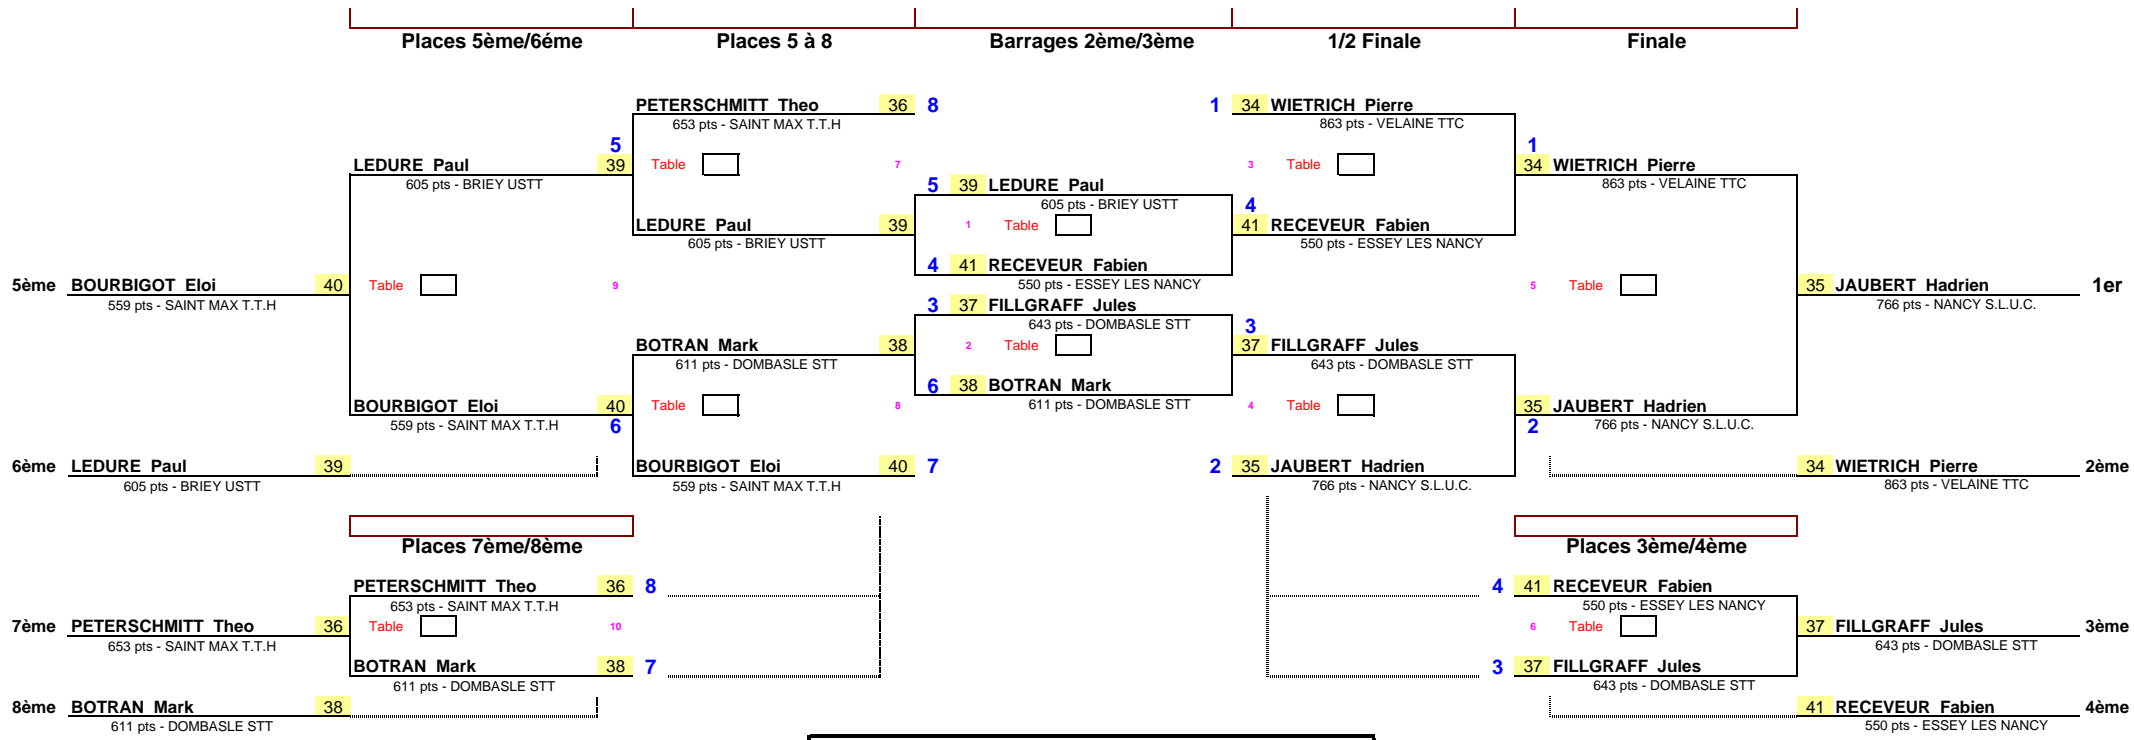 Places 5ème/6éme Places 5 à 8 Barrages 2ème/3ème 1/2 Finale Finale
PETERSCHMITT Theo 36 8 1 34 WIETRICH Pierre
653 pts - SAINT MAX T.T.H 863 pts - VELAINE TTC
5 1
LEDURE Paul 39 Table 7 3 Table 34 WIETRICH Pierre
605 pts - BRIEY USTT 5 39 LEDURE Paul 863 pts - VELAINE TTC
605 pts - BRIEY USTT 4
LEDURE Paul 39 1 Table 41 RECEVEUR Fabien
605 pts - BRIEY USTT 550 pts - ESSEY LES NANCY
4 41 RECEVEUR Fabien
5ème BOURBIGOT Eloi 40 Table 9 550 pts - ESSEY LES NANCY 5 Table 35 JAUBERT Hadrien 1er
559 pts - SAINT MAX T.T.H 3 37 FILLGRAFF Jules 766 pts - NANCY S.L.U.C.
643 pts - DOMBASLE STT 3
BOTRAN Mark 38 2 Table 37 FILLGRAFF Jules
611 pts - DOMBASLE STT 643 pts - DOMBASLE STT
6 38 BOTRAN Mark
BOURBIGOT Eloi 40 Table 8 611 pts - DOMBASLE STT 4 Table 35 JAUBERT Hadrien
559 pts - SAINT MAX T.T.H 6 2 766 pts - NANCY S.L.U.C.
6ème LEDURE Paul 39 BOURBIGOT Eloi 40 7 2 35 JAUBERT Hadrien 34 WIETRICH Pierre 2ème
605 pts - BRIEY USTT 559 pts - SAINT MAX T.T.H 766 pts - NANCY S.L.U.C. 863 pts - VELAINE TTC
Places 7ème/8ème Places 3ème/4ème
PETERSCHMITT Theo 36 8 4 41 RECEVEUR Fabien
653 pts - SAINT MAX T.T.H 550 pts - ESSEY LES NANCY
7ème PETERSCHMITT Theo 36 Table 10 6 Table 37 FILLGRAFF Jules 3ème
653 pts - SAINT MAX T.T.H 643 pts - DOMBASLE STT
BOTRAN Mark 38 7 3 37 FILLGRAFF Jules
611 pts - DOMBASLE STT 643 pts - DOMBASLE STT
8ème BOTRAN Mark 38 41 RECEVEUR Fabien 4ème
611 pts - DOMBASLE STT 550 pts - ESSEY LES NANCY